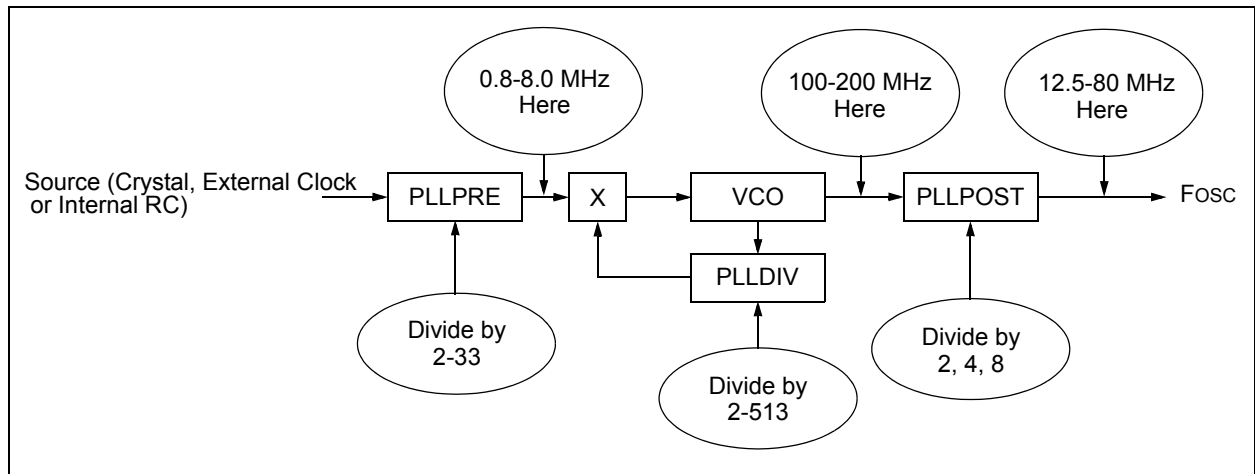 0.8-8.0 MHz
Here
100-200 MHz
Here
12.5-80 MHz
Here
Source (Crystal, External Clock
or Internal RC)
PLLPRE
X
VCO
PLLPOST
FOSC
PLLDIV
Divide by
2-33
Divide by
2-513
Divide by
2, 4, 8